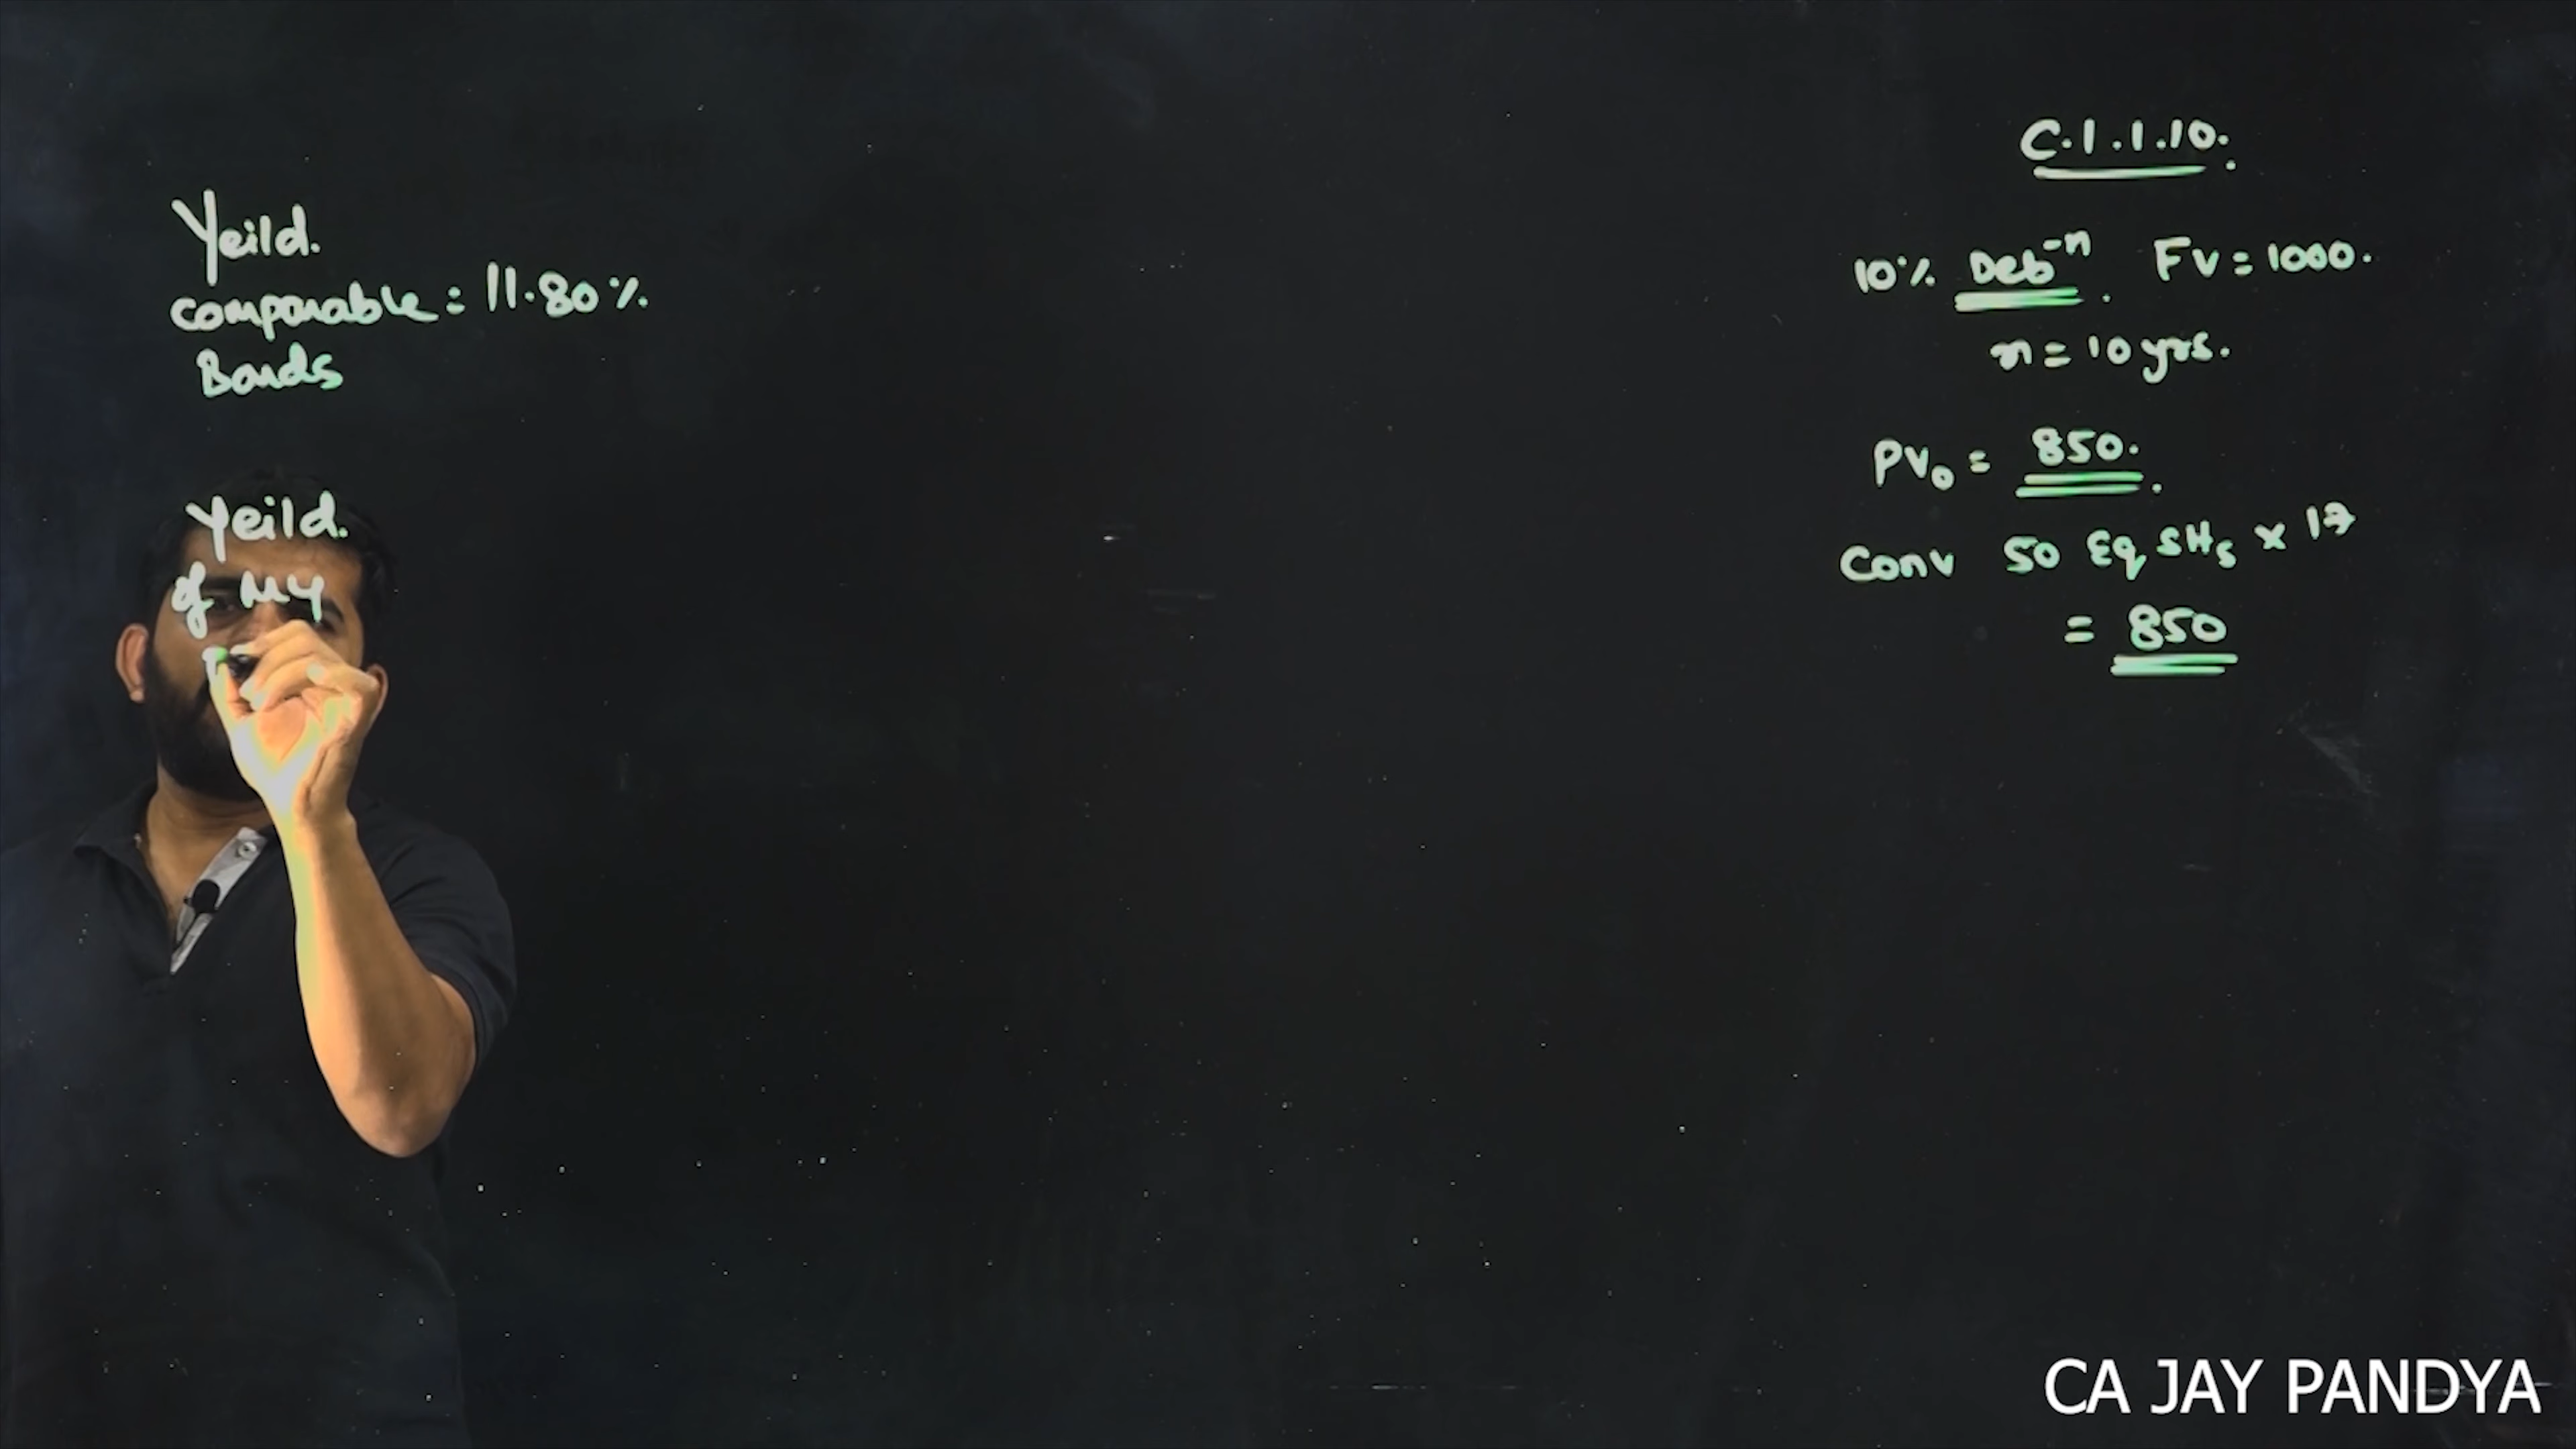 Yeild.
comparable = 11.80%.
Bonds
Yeild.
of My
C.1.1.10.
10% Deb⁻ⁿ. FV = 1000.
n = 10 yrs.
PV₀ = 850.
Conv 50 Eq SHs × 17
= 850
CA JAY PANDYA